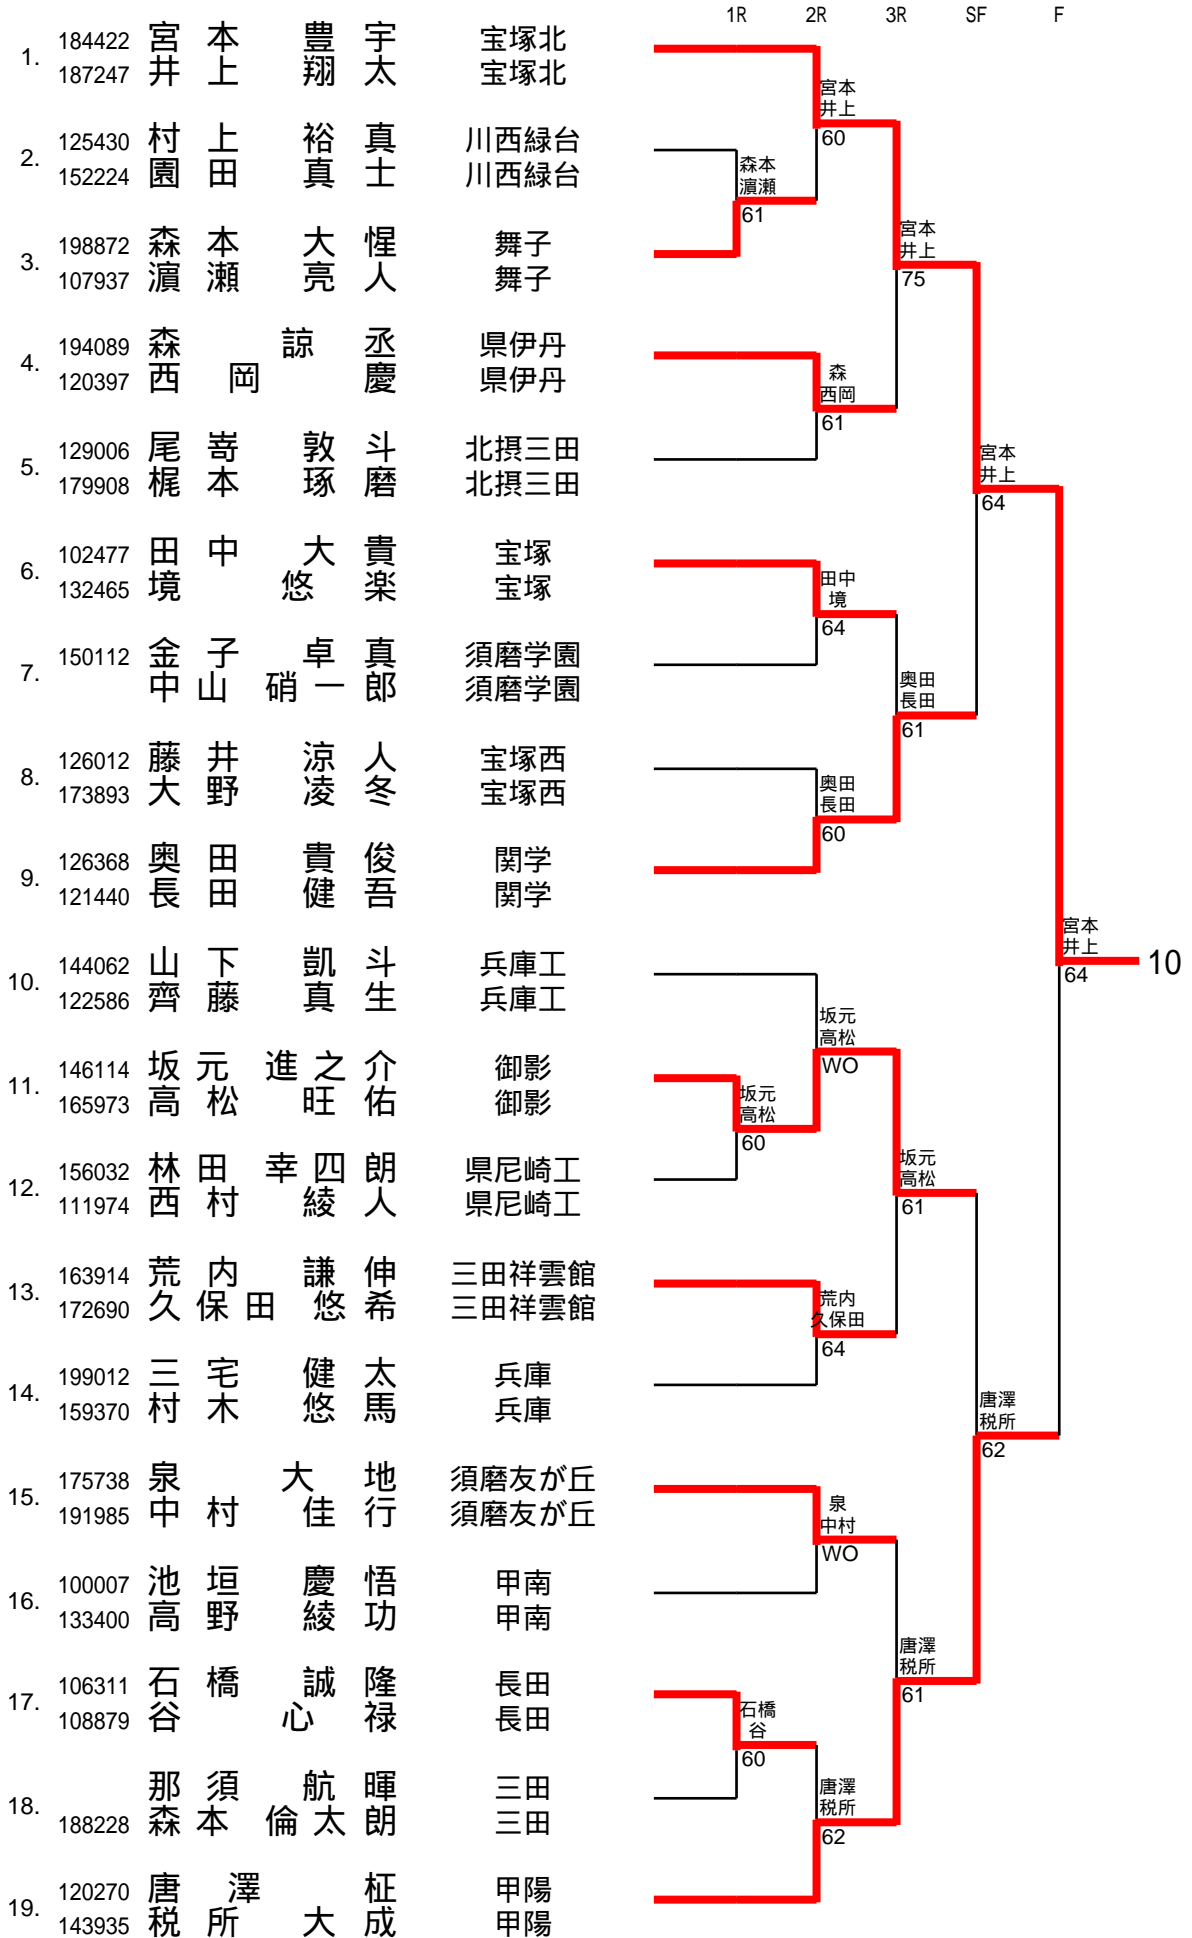 1R 2R 3R SF F
1. 184422 宮本 豊宇 宝塚北
187247 井上 翔太 宝塚北
宮本
井上
60
2. 125430 村上 裕真 川西緑台
152224 園田 真士 川西緑台
森本
濵瀬
61
3. 198872 森本 大惺 舞子
107937 濵瀬 亮人 舞子
宮本
井上
75
4. 194089 森 諒丞 県伊丹
120397 西岡 慶 県伊丹
森
西岡
61
5. 129006 尾嵜 敦斗 北摂三田
179908 梶本 琢磨 北摂三田
宮本
井上
64
6. 102477 田中 大貴 宝塚
132465 境 悠楽 宝塚
田中
境
64
7. 150112 金子 卓真 須磨学園
中山 硝一郎 須磨学園
奥田
長田
61
8. 126012 藤井 涼人 宝塚西
173893 大野 凌冬 宝塚西
奥田
長田
60
9. 126368 奥田 貴俊 関学
121440 長田 健吾 関学
宮本
井上
64
10
10. 144062 山下 凱斗 兵庫工
122586 齊藤 真生 兵庫工
坂元
高松
WO
11. 146114 坂元 進之介 御影
165973 高松 旺佑 御影
坂元
高松
60
12. 156032 林田 幸四朗 県尼崎工
111974 西村 綾人 県尼崎工
坂元
高松
61
13. 163914 荒内 謙伸 三田祥雲館
172690 久保田 悠希 三田祥雲館
荒内
久保田
64
14. 199012 三宅 健太 兵庫
159370 村木 悠馬 兵庫
唐澤
税所
62
15. 175738 泉 大地 須磨友が丘
191985 中村 佳行 須磨友が丘
泉
中村
WO
16. 100007 池垣 慶悟 甲南
133400 高野 綾功 甲南
唐澤
税所
61
17. 106311 石橋 誠隆 長田
108879 谷 心禄 長田
石橋
谷
60
18. 那須 航暉 三田
188228 森本 倫太朗 三田
唐澤
税所
62
19. 120270 唐澤 柾 甲陽
143935 税所 大成 甲陽